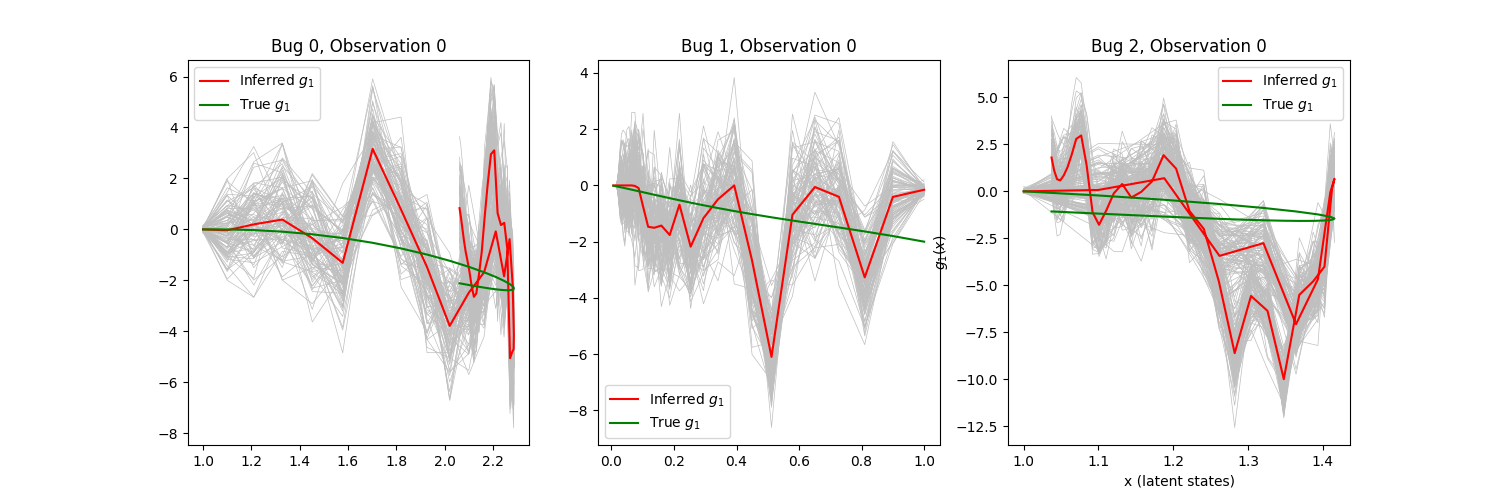 Bug 0, Observation 0
Inferred g₁
True g₁
6
4
2
0
−2
−4
−6
−8
1.0 1.2 1.4 1.6 1.8 2.0 2.2
Bug 1, Observation 0
4
2
0
−2
−4
−6
−8
Inferred g₁
True g₁
0.0 0.2 0.4 0.6 0.8 1.0
Bug 2, Observation 0
Inferred g₁
True g₁
g₁(x)
5.0
2.5
0.0
−2.5
−5.0
−7.5
−10.0
−12.5
1.0 1.1 1.2 1.3 1.4
x (latent states)